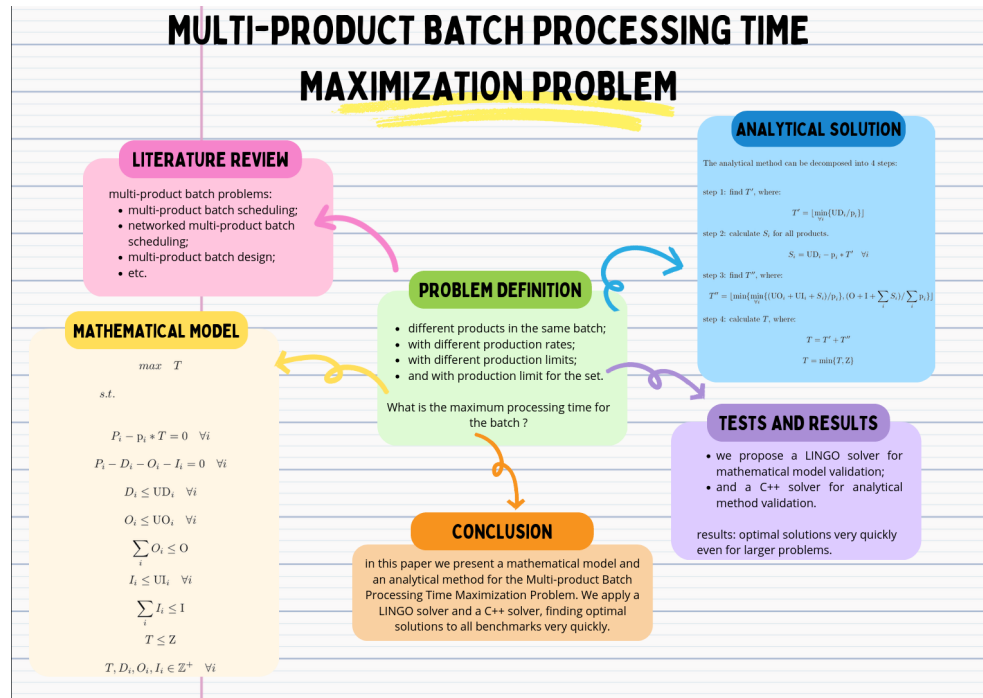 MULTI-PRODUCT BATCH PROCESSING TIME
MAXIMIZATION PROBLEM
LITERATURE REVIEW
multi-product batch problems:
• multi-product batch scheduling;
• networked multi-product batch
scheduling;
• multi-product batch design;
• etc.
MATHEMATICAL MODEL
max T
s.t.
P_i − p_i * T = 0 ∀i
P_i − D_i − O_i − I_i = 0 ∀i
D_i ≤ UD_i ∀i
O_i ≤ UO_i ∀i
∑_i O_i ≤ O
I_i ≤ UI_i ∀i
∑_i I_i ≤ I
T ≤ Z
T, D_i, O_i, I_i ∈ ℤ⁺ ∀i
PROBLEM DEFINITION
• different products in the same batch;
• with different production rates;
• with different production limits;
• and with production limit for the set.
What is the maximum processing time for
the batch ?
CONCLUSION
in this paper we present a mathematical model and
an analytical method for the Multi-product Batch
Processing Time Maximization Problem. We apply a
LINGO solver and a C++ solver, finding optimal
solutions to all benchmarks very quickly.
ANALYTICAL SOLUTION
The analytical method can be decomposed into 4 steps:
step 1: find T′, where:
T′ = ⌊min_∀i{UD_i/p_i}⌋
step 2: calculate S_i for all products.
S_i = UD_i − p_i * T′ ∀i
step 3: find T″, where:
T″ = ⌊min{min_∀i{(UO_i + UI_i + S_i)/p_i}, (O + I + ∑_i S_i)/∑_i p_i}⌋
step 4: calculate T, where:
T = T′ + T″
T = min{T, Z}
TESTS AND RESULTS
• we propose a LINGO solver for
mathematical model validation;
• and a C++ solver for analytical
method validation.
results: optimal solutions very quickly
even for larger problems.